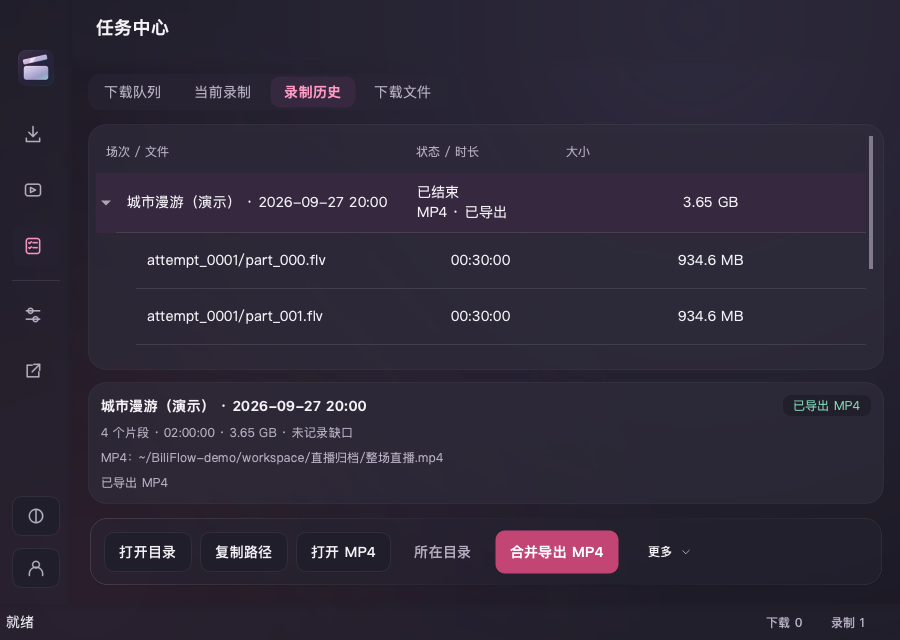 任务中心
下载队列 当前录制 录制历史 下载文件
场次 / 文件 状态 / 时长 大小
城市漫游（演示） · 2026-09-27 20:00 已结束 3.65 GB
MP4 · 已导出
attempt_0001/part_000.flv 00:30:00 934.6 MB
attempt_0001/part_001.flv 00:30:00 934.6 MB
城市漫游（演示） · 2026-09-27 20:00 已导出 MP4
4 个片段 · 02:00:00 · 3.65 GB · 未记录缺口
MP4：~/BiliFlow-demo/workspace/直播归档/整场直播.mp4
已导出 MP4
打开目录 复制路径 打开 MP4 所在目录 合并导出 MP4 更多
就绪 下载 0 录制 1